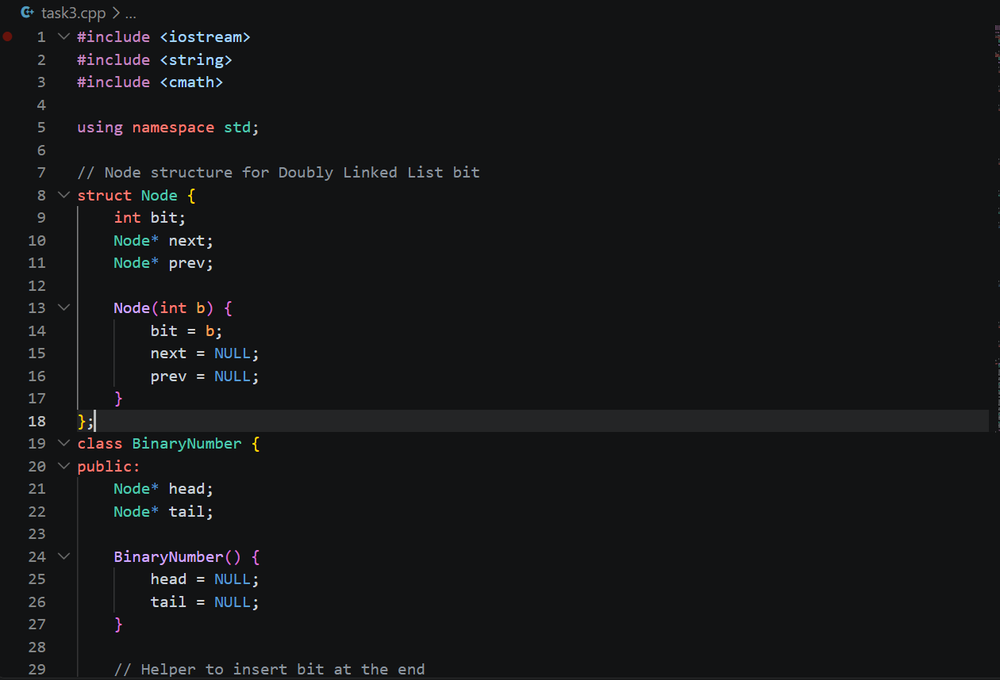 task3.cpp > ...
1 #include <iostream>
2 #include <string>
3 #include <cmath>
4
5 using namespace std;
6
7 // Node structure for Doubly Linked List bit
8 struct Node {
9     int bit;
10     Node* next;
11     Node* prev;
12
13     Node(int b) {
14         bit = b;
15         next = NULL;
16         prev = NULL;
17     }
18 };
19 class BinaryNumber {
20 public:
21     Node* head;
22     Node* tail;
23
24     BinaryNumber() {
25         head = NULL;
26         tail = NULL;
27     }
28
29     // Helper to insert bit at the end